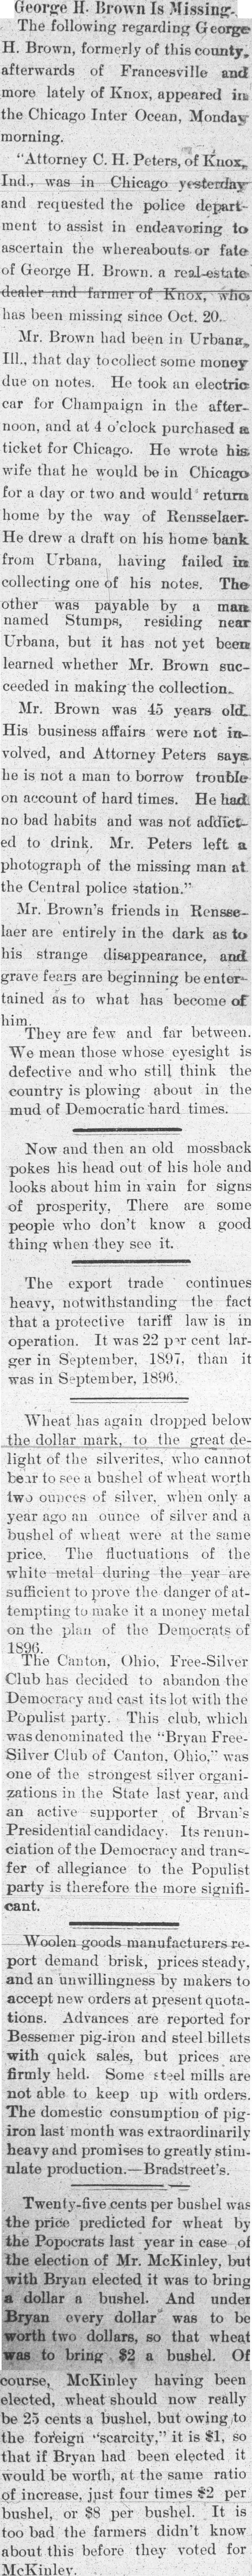 George H. Brown Is Missing.
The following regarding George
H. Brown, formerly of this county,
afterwards of Francesville and
more lately of Knox, appeared in
the Chicago Inter Ocean, Monday
morning.
"Attorney C. H. Peters, of Knox,
Ind., was in Chicago yesterday
and requested the police depart-
ment to assist in endeavoring to
ascertain the whereabouts or fate
of George H. Brown. a real-estate
dealer and farmer of Knox, who
has been missing since Oct. 20.
Mr. Brown had been in Urbana,
Ill., that day to collect some money
due on notes. He took an electric
car for Champaign in the after-
noon, and at 4 o'clock purchased a
ticket for Chicago. He wrote his
wife that he would be in Chicago
for a day or two and would return
home by the way of Rensselaer.
He drew a draft on his home bank
from Urbana, having failed in
collecting one of his notes. The
other was payable by a man
named Stumps, residing near
Urbana, but it has not yet been
learned whether Mr. Brown suc-
ceeded in making the collection.
Mr. Brown was 45 years old.
His business affairs were not in-
volved, and Attorney Peters says
he is not a man to borrow trouble
on account of hard times. He had
no bad habits and was not addict-
ed to drink. Mr. Peters left a
photograph of the missing man at
the Central police station."
Mr. Brown's friends in Rensse-
laer are entirely in the dark as to
his strange disappearance, and
grave fears are beginning be enter-
tained as to what has become of
him.
They are few and far between.
We mean those whose eyesight is
defective and who still think the
country is plowing about in the
mud of Democratic hard times.
Now and then an old mossback
pokes his head out of his hole and
looks about him in vain for signs
of prosperity, There are some
people who don't know a good
thing when they see it.
The export trade continues
heavy, notwithstanding the fact
that a protective tariff law is in
operation. It was 22 per cent lar-
ger in September, 1897, than it
was in September, 1896.
Wheat has again dropped below
the dollar mark, to the great de-
light of the silverites, who cannot
bear to see a bushel of wheat worth
two ounces of silver, when only a
year ago an ounce of silver and a
bushel of wheat were at the same
price. The fluctuations of the
white metal during the year are
sufficient to prove the danger of at-
tempting to make it a money metal
on the plan of the Democrats of
1896.
The Canton, Ohio, Free-Silver
Club has decided to abandon the
Democracy and cast its lot with the
Populist party. This club, which
was denominated the "Bryan Free-
Silver Club of Canton, Ohio," was
one of the strongest silver organi-
zations in the State last year, and
an active supporter of Bryan's
Presidential candidacy. Its renun-
ciation of the Democracy and trans-
fer of allegiance to the Populist
party is therefore the more signifi-
cant.
Woolen goods manufacturers re-
port demand brisk, prices steady,
and an unwillingness by makers to
accept new orders at present quota-
tions. Advances are reported for
Bessemer pig-iron and steel billets
with quick sales, but prices are
firmly held. Some steel mills are
not able to keep up with orders.
The domestic consumption of pig-
iron last month was extraordinarily
heavy and promises to greatly stim-
ulate production.—Bradstreet's.
Twenty-five cents per bushel was
the price predicted for wheat by
the Popocrats last year in case of
the election of Mr. McKinley, but
with Bryan elected it was to bring
a dollar a bushel. And under
Bryan every dollar was to be
worth two dollars, so that wheat
was to bring $2 a bushel. Of
course, McKinley having been
elected, wheat should now really
be 25 cents a bushel, but owing to
the foreign "scarcity," it is $1, so
that if Bryan had been elected it
would be worth, at the same ratio
of increase, just four times $2 per
bushel, or $8 per bushel. It is
too bad the farmers didn't know
about this before they voted for
McKinley.